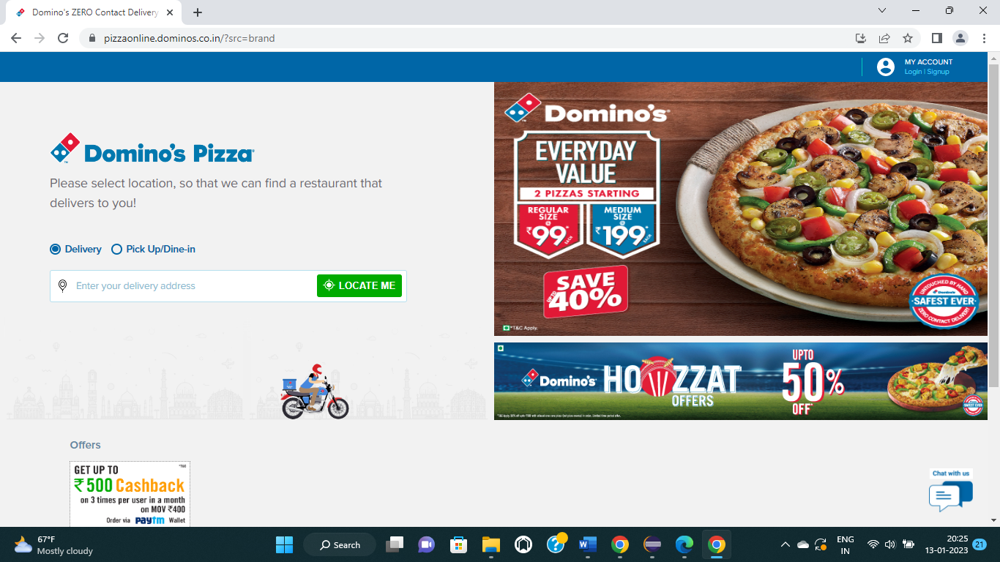 Domino's ZERO Contact Delivery
pizzaonline.dominos.co.in/?src=brand
MY ACCOUNT
Login | Signup
Domino's Pizza
Please select location, so that we can find a restaurant that
delivers to you!
Delivery
Pick Up/Dine-in
Enter your delivery address
LOCATE ME
Domino's
EVERYDAY
VALUE
2 PIZZAS STARTING
REGULAR
SIZE
@
₹99*
EACH
MEDIUM
SIZE
@
₹199*
EACH
SAVE
UPTO 40%
*T&C Apply.
UNTOUCHED BY HAND
Domino's
SAFEST EVER
ZERO CONTACT DELIVERY
Domino's
HOWZZAT
OFFERS
UPTO
50%
OFF*
SAFEST EVER
Offers
GET UP TO
*T&C
₹500 Cashback
on 3 times per user in a month
on MOV ₹400
Order via paytm Wallet
Chat with us
67°F
Mostly cloudy
Search
W
ENG
IN
20:25
13-01-2023
21